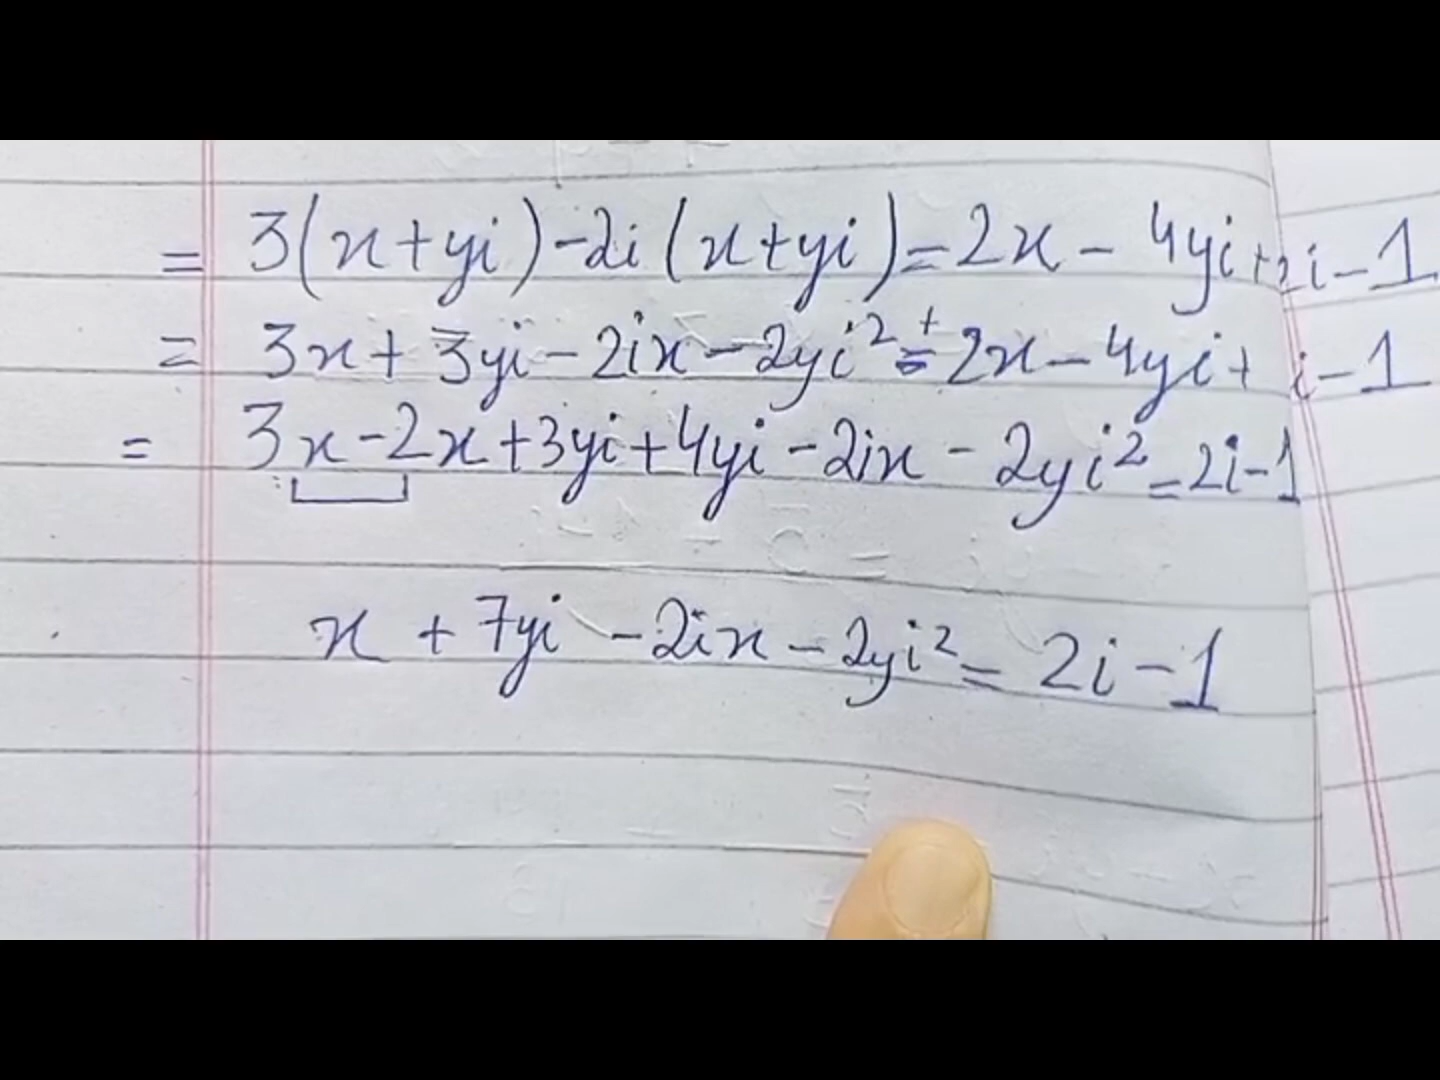 = 3(x+yi)-2i(x+yi)=2x-4yi+2i-1
= 3x+3yi-2ix-2yi²=2x-4yi+ i-1
= 3x-2x+3yi+4yi-2ix-2yi²=2i-1
x+7yi-2ix-2yi²=2i-1